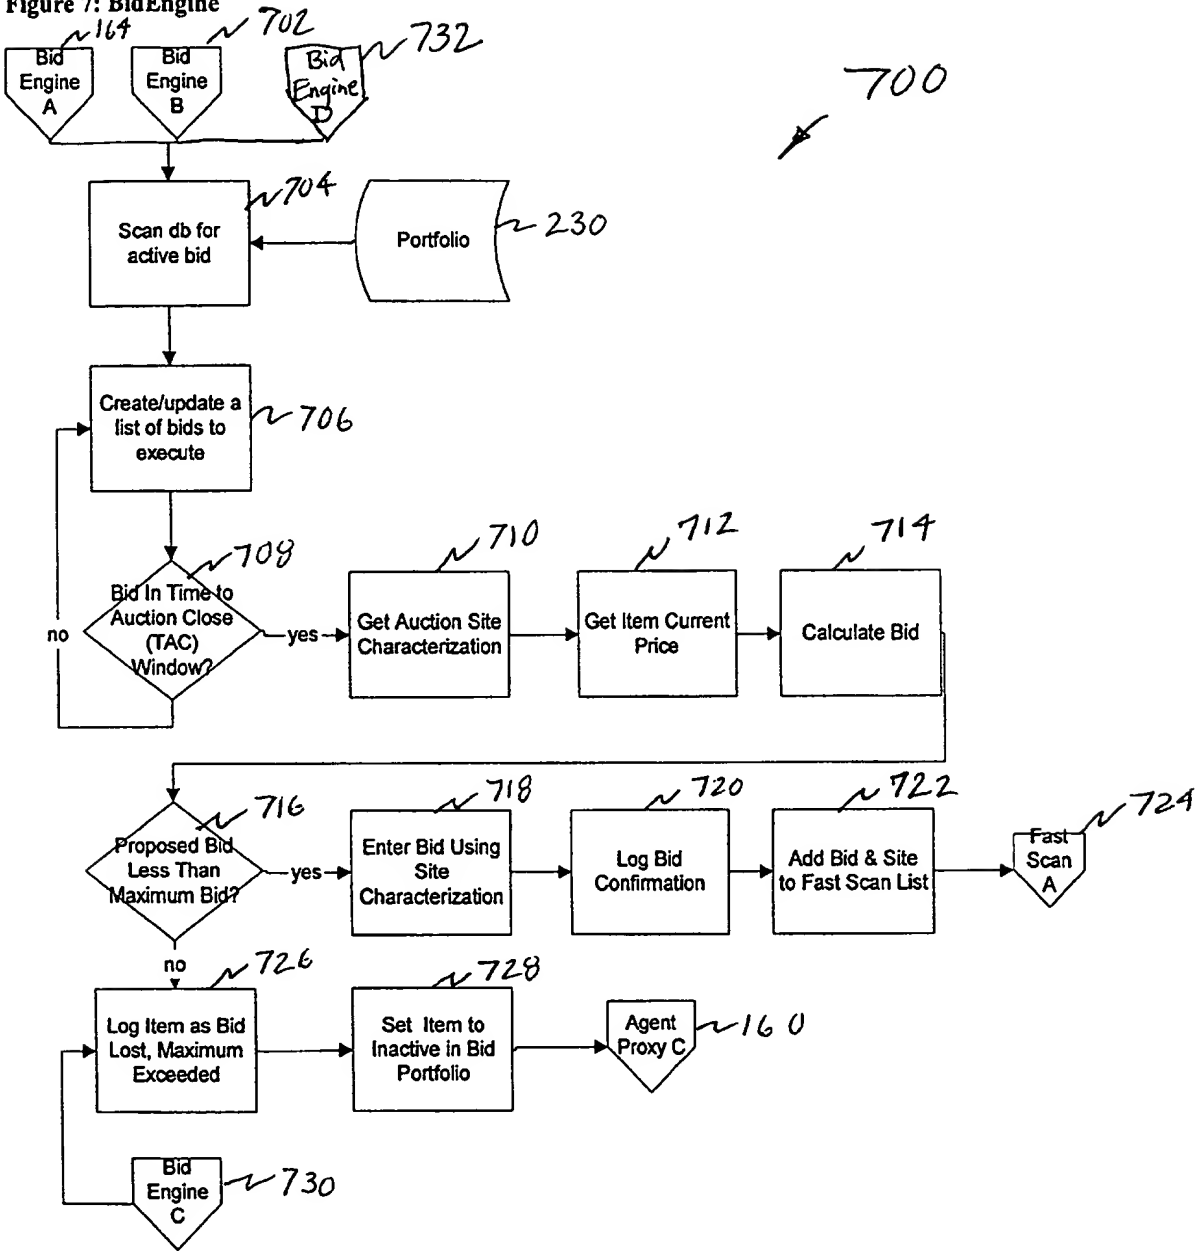 Figure 7: BidEngine
164
702
732
700
Bid
Engine
A
Bid
Engine
B
Bid
Engine
D
704
Scan db for
active bid
Portfolio
230
Create/update a
list of bids to
execute
706
708
Bid In Time to
Auction Close
(TAC)
Window?
no
yes
710
Get Auction Site
Characterization
712
Get Item Current
Price
714
Calculate Bid
716
Proposed Bid
Less Than
Maximum Bid?
yes
no
718
Enter Bid Using
Site
Characterization
720
Log Bid
Confirmation
722
Add Bid & Site
to Fast Scan List
724
Fast
Scan
A
726
Log Item as Bid
Lost, Maximum
Exceeded
728
Set Item to
Inactive in Bid
Portfolio
Agent
Proxy C
160
Bid
Engine
C
730